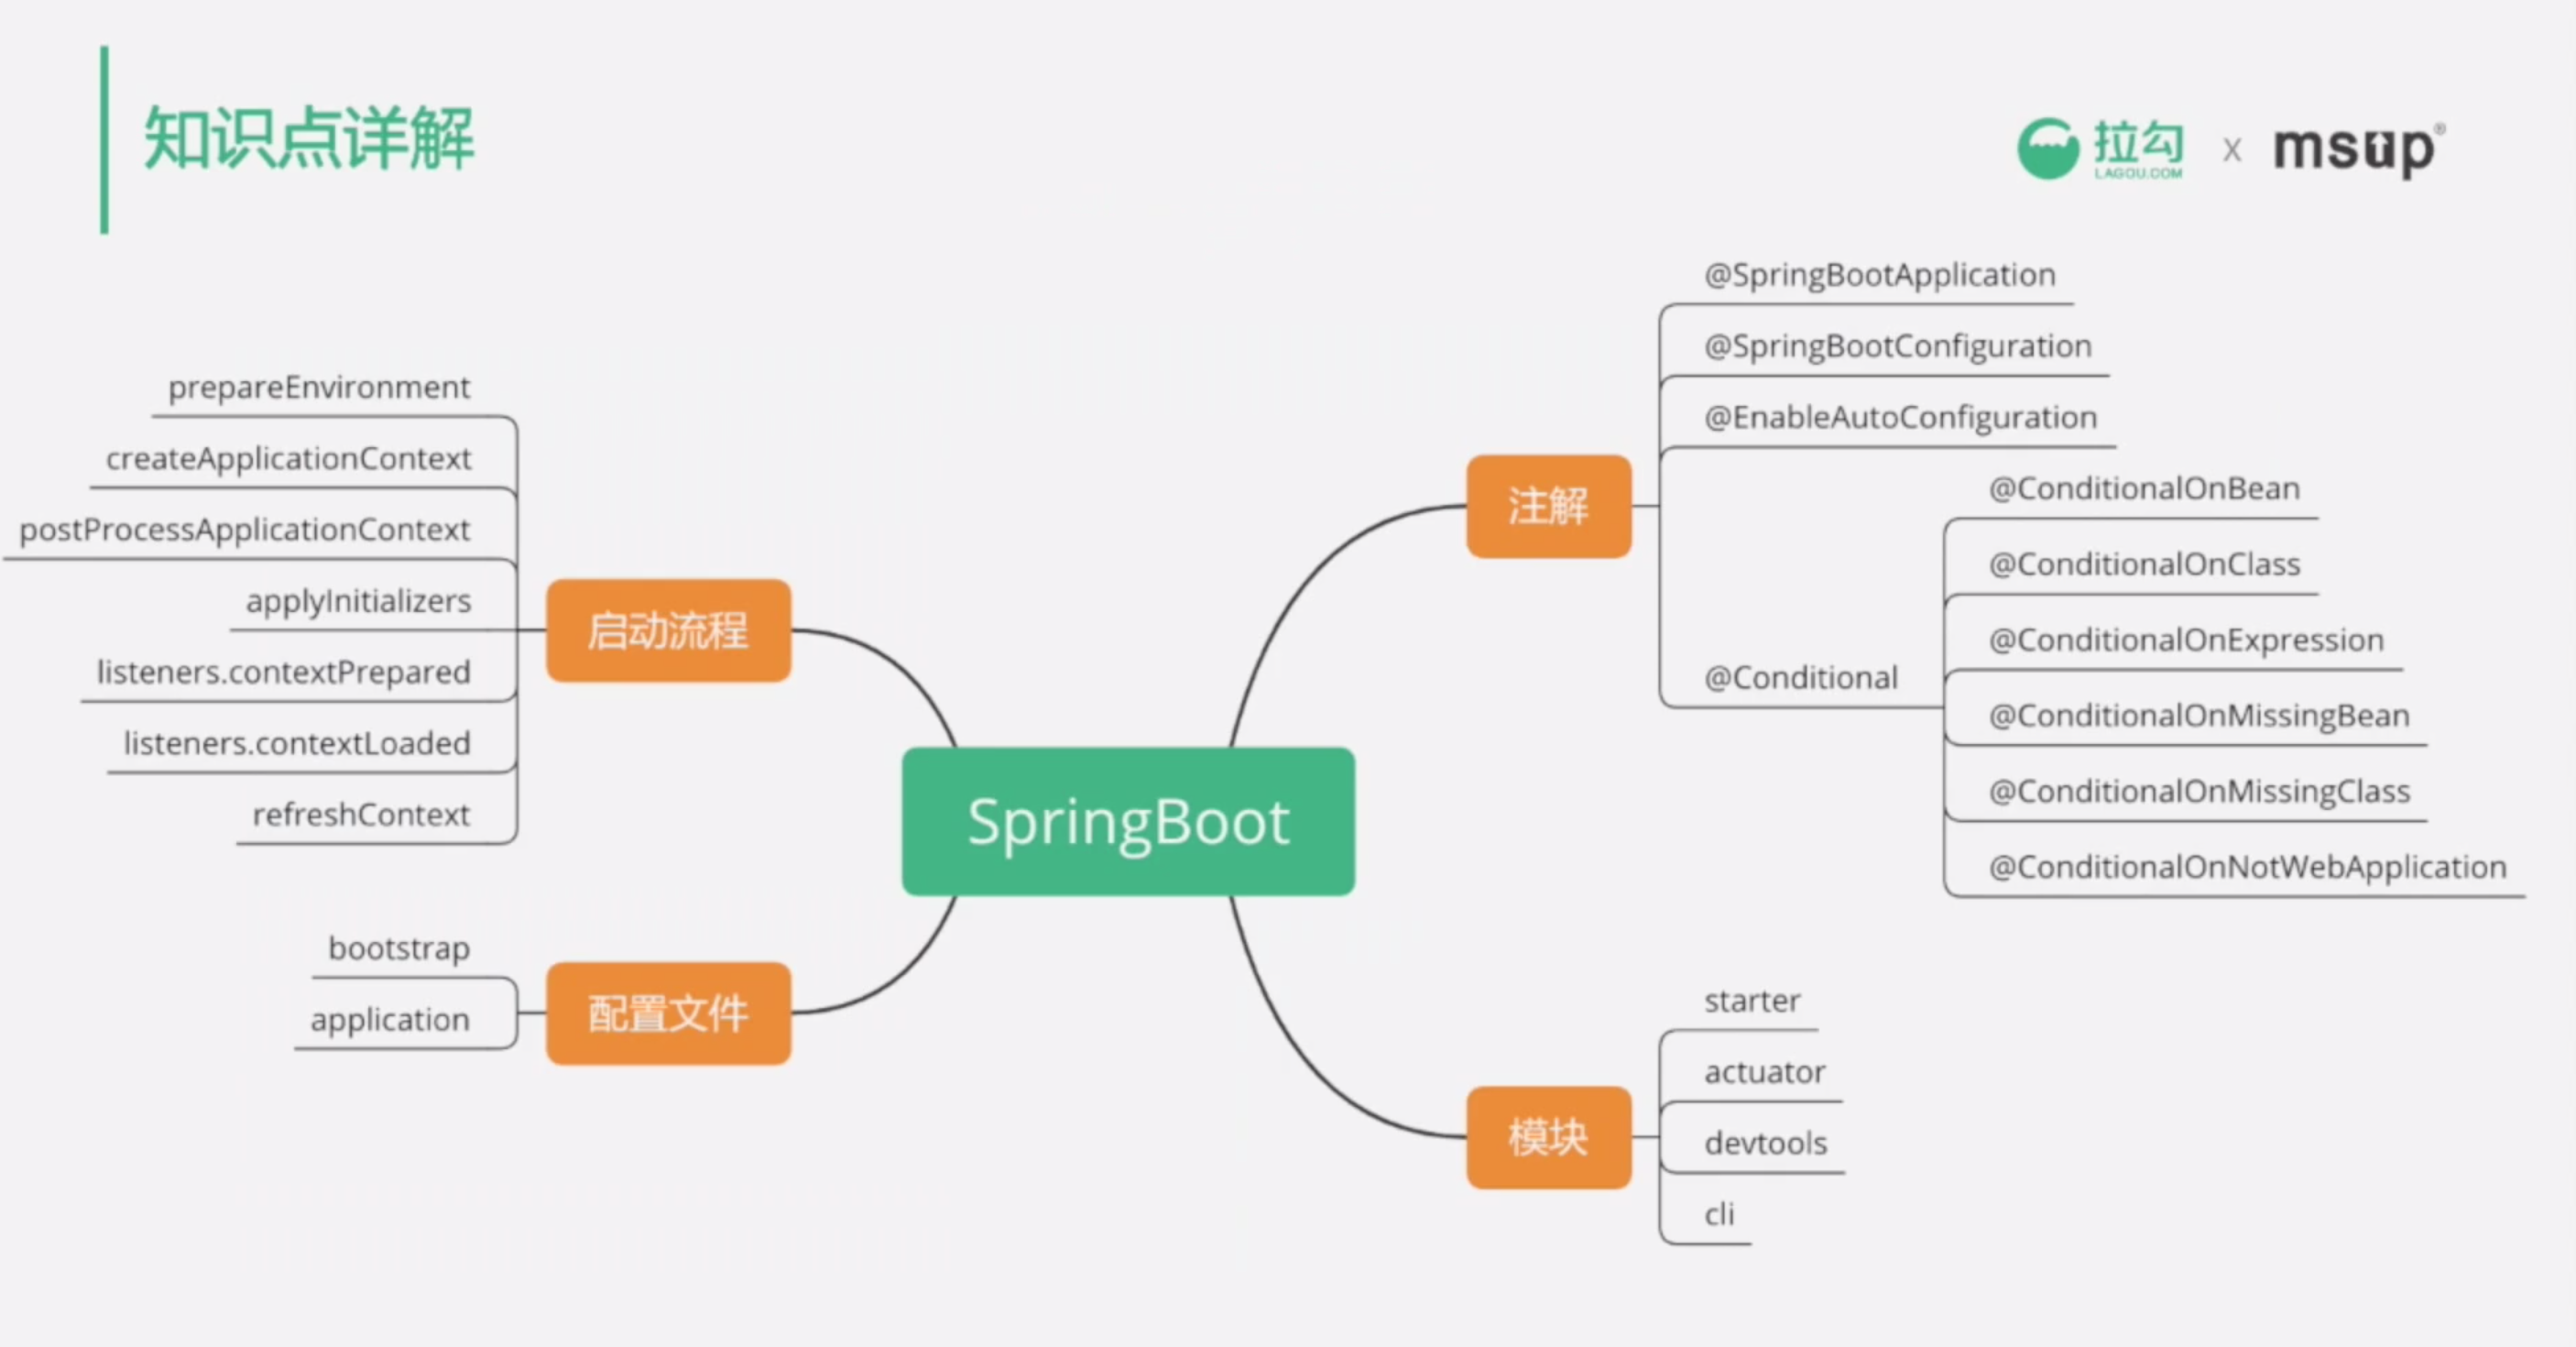 知识点详解
拉勾
LAGOU.COM
x
msup®
prepareEnvironment
createApplicationContext
postProcessApplicationContext
applyInitializers
listeners.contextPrepared
listeners.contextLoaded
refreshContext
启动流程
bootstrap
application
配置文件
SpringBoot
注解
@SpringBootApplication
@SpringBootConfiguration
@EnableAutoConfiguration
@Conditional
@ConditionalOnBean
@ConditionalOnClass
@ConditionalOnExpression
@ConditionalOnMissingBean
@ConditionalOnMissingClass
@ConditionalOnNotWebApplication
模块
starter
actuator
devtools
cli